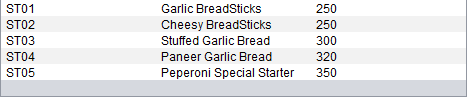 ST01 Garlic BreadSticks 250
ST02 Cheesy BreadSticks 250
ST03 Stuffed Garlic Bread 300
ST04 Paneer Garlic Bread 320
ST05 Peperoni Special Starter 350